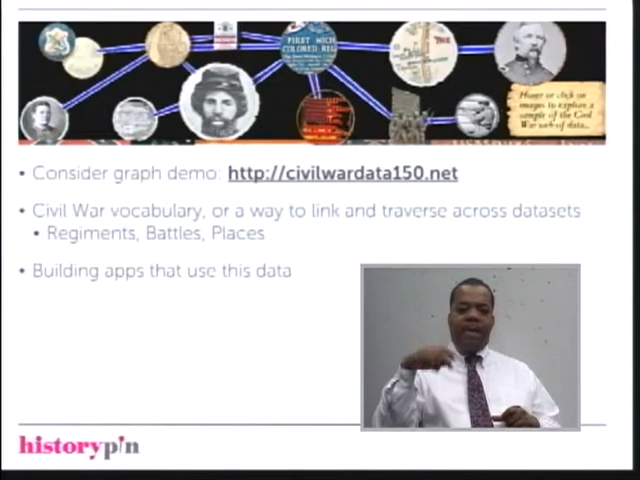 FIRST MICH
COLORED REG
Hover or click on
images to explore a
sample of the Civil
War web of data...
• Consider graph demo: http://civilwardata150.net
• Civil War vocabulary, or a way to link and traverse across datasets
• Regiments, Battles, Places
• Building apps that use this data
historypin